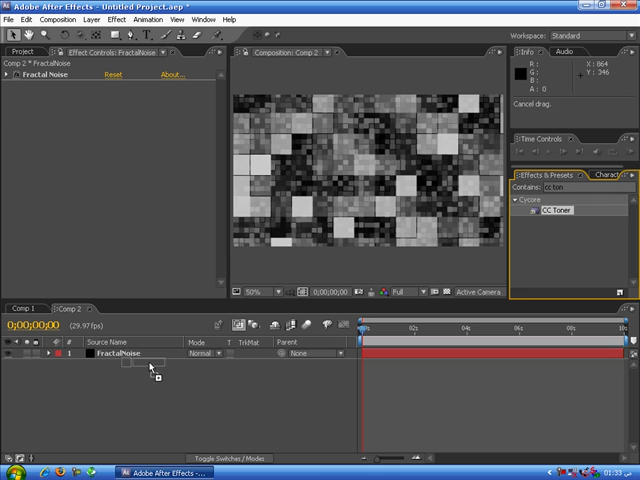 Adobe After Effects - Untitled Project.aep *
File Edit Composition Layer Effect Animation View Window Help
Workspace: Standard
Project Effect Controls: FractalNoise
Comp 2 * FractalNoise
Fractal Noise Reset About...
Composition: Comp 2
50% 0;00;00;00 Full Active Camera
Info Audio
R :
G :
B :
A : 0
X : 864
Y : 346
Cancel drag.
Time Controls
Effects & Presets Charact
Contains: cc ton
Cycore
CC Toner
Comp 1 Comp 2
0;00;00;00 (29.97fps)
# Source Name Mode T TrkMat Parent
1 FractalNoise Normal None
02s 04s 06s 08s 10s
Toggle Switches / Modes
Adobe After Effects -...
01:33 ص